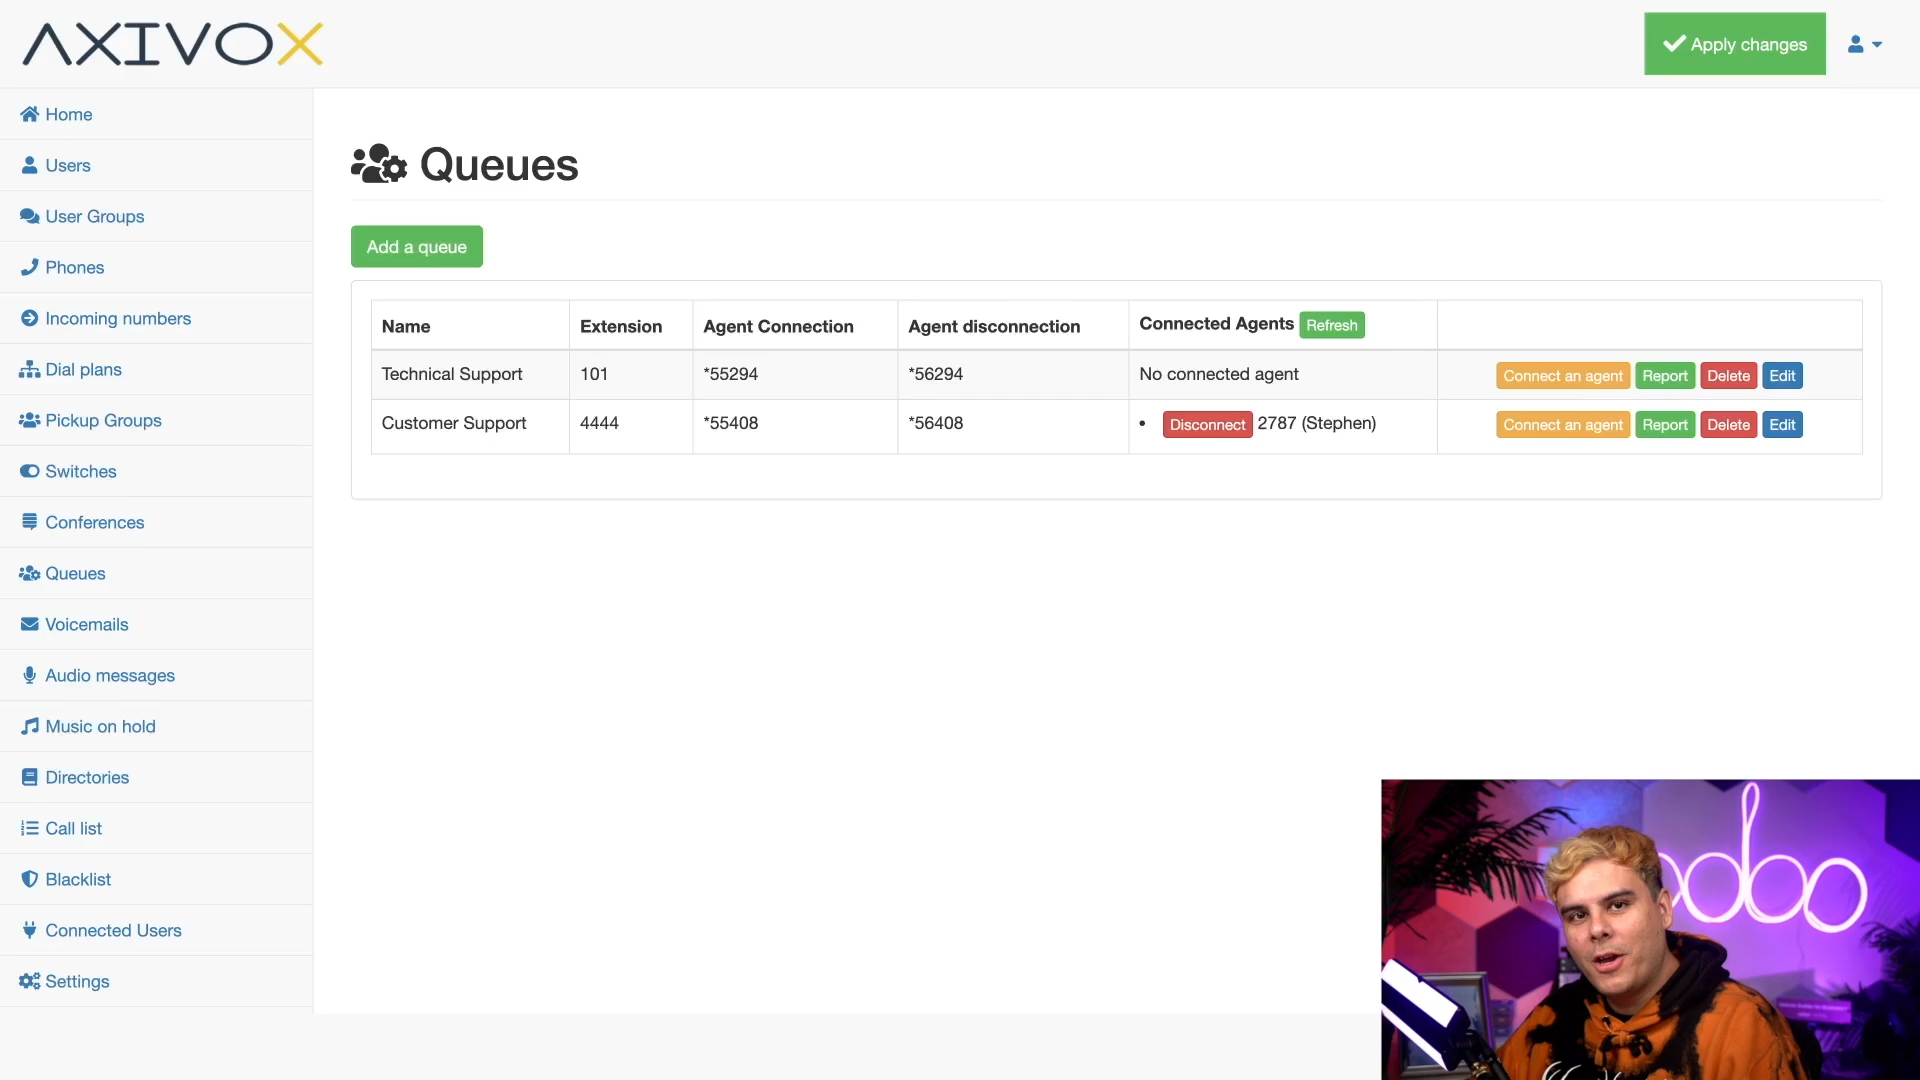 AXIVOX
Apply changes
Home
Users
User Groups
Phones
Incoming numbers
Dial plans
Pickup Groups
Switches
Conferences
Queues
Voicemails
Audio messages
Music on hold
Directories
Call list
Blacklist
Connected Users
Settings
Queues
Add a queue
Name Extension Agent Connection Agent disconnection Connected Agents Refresh
Technical Support 101 *55294 *56294 No connected agent Connect an agent Report Delete Edit
Customer Support 4444 *55408 *56408 • Disconnect 2787 (Stephen) Connect an agent Report Delete Edit
odoo